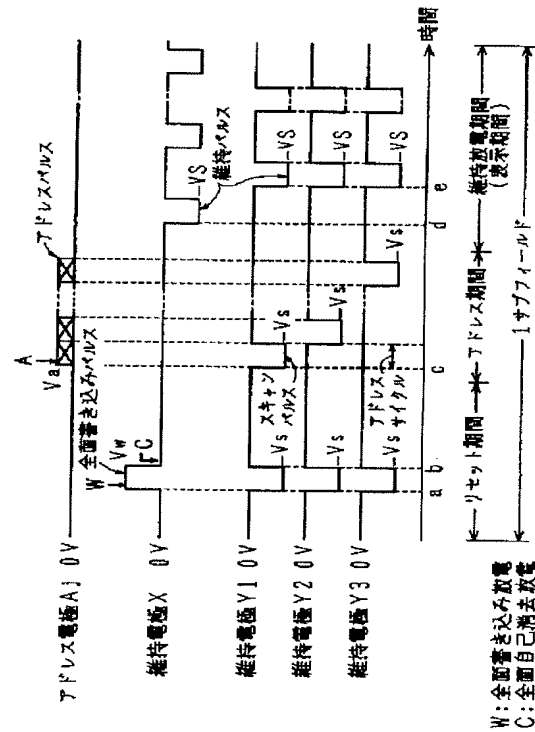 アドレス電極Aj 0V
A
Va
アドレスパルス
W
全面書き込みパルス
Vw
C
維持電極X 0V
-VS
維持パルス
維持電極Y1 0V
-Vs
スキャン
パルス
-Vs
-VS
-VS
維持電極Y2 0V
-Vs
-Vs
-VS
維持電極Y3 0V
-Vs
アドレス
サイクル
-Vs
-VS
a b c d e
時間
リセット期間
アドレス期間
維持放電期間
(表示期間)
1サブフィールド
W:全面書き込み放電
C:全面自己消去放電